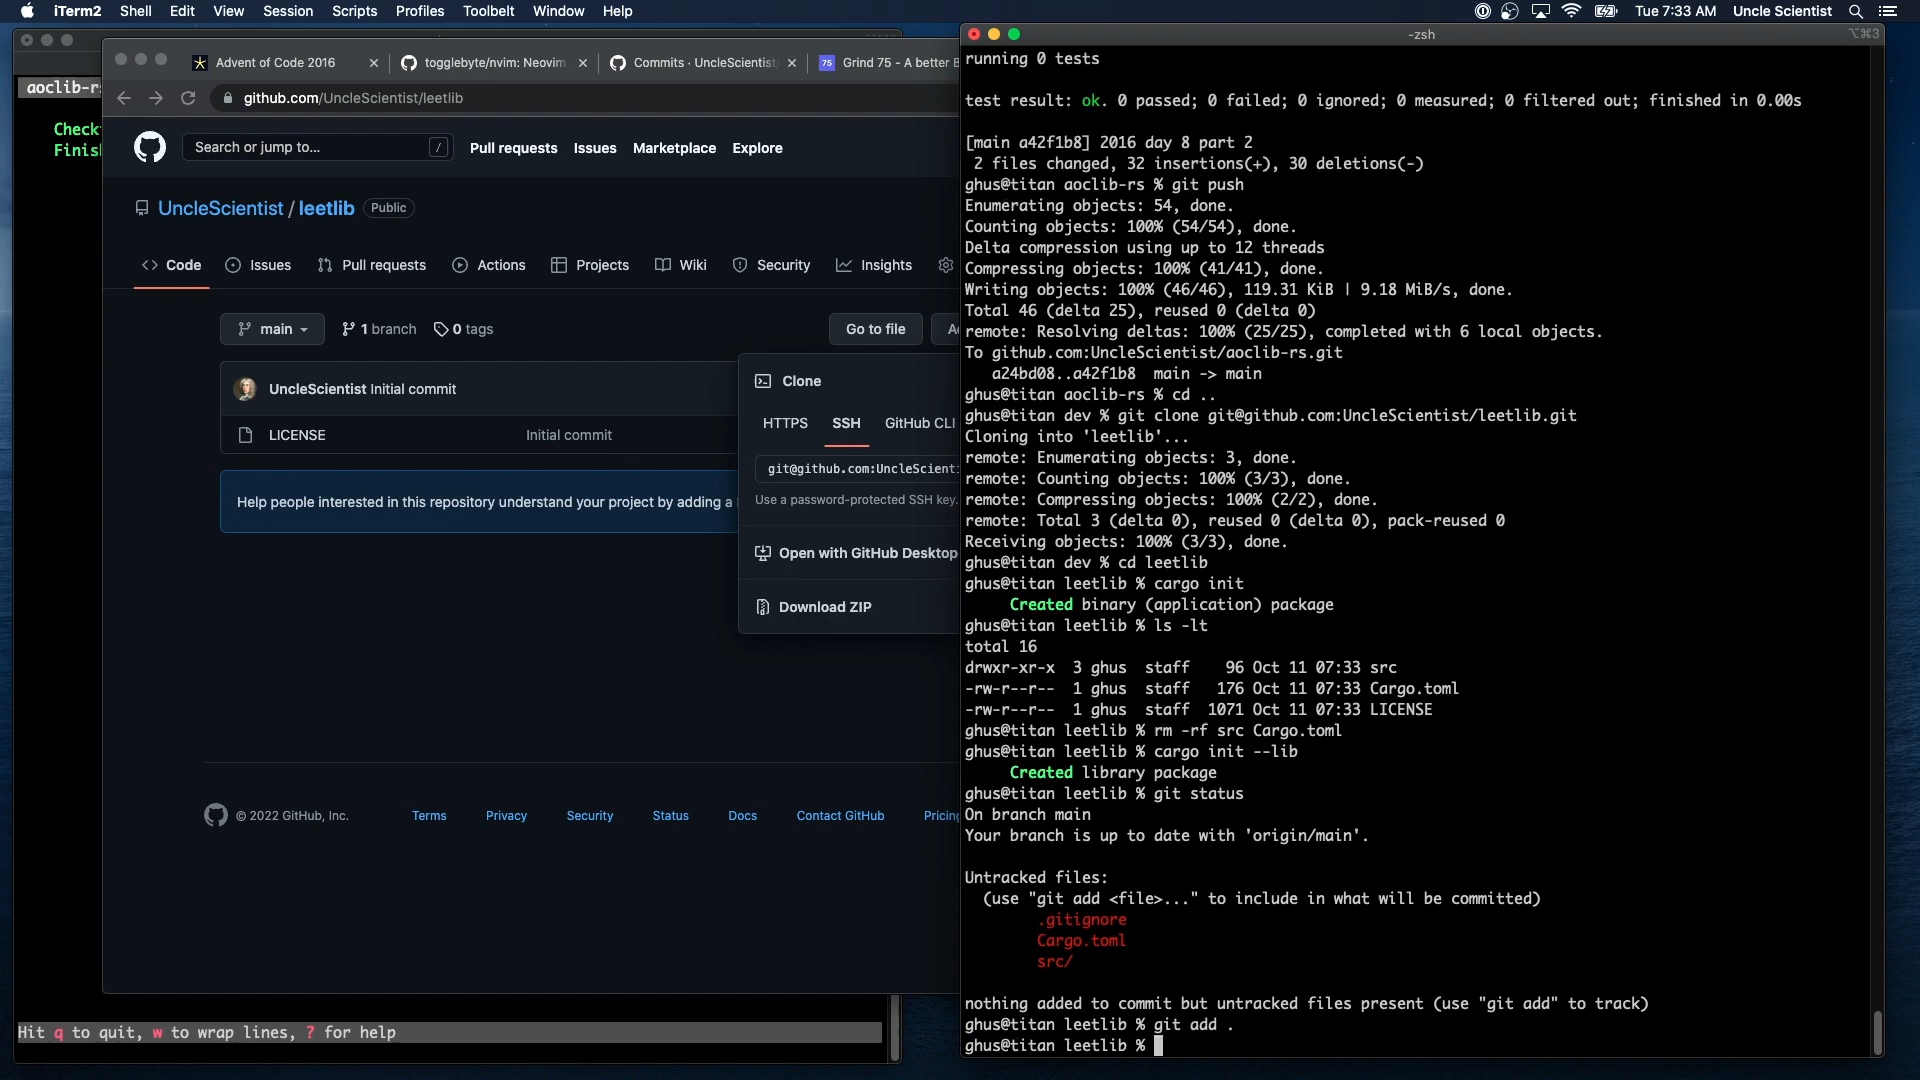 iTerm2 Shell Edit View Session Scripts Profiles Toolbelt Window Help Tue 7:33 AM Uncle Scientist
aoclib-rs
Check
Finish
Hit q to quit, w to wrap lines, ? for help
Advent of Code 2016
togglebyte/nvim: Neovim
Commits · UncleScientist/
75 Grind 75 - A better B
github.com/UncleScientist/leetlib
Search or jump to... / Pull requests Issues Marketplace Explore
UncleScientist / leetlib Public
Code Issues Pull requests Actions Projects Wiki Security Insights
main 1 branch 0 tags Go to file
UncleScientist Initial commit
LICENSE Initial commit
Help people interested in this repository understand your project by adding a
Clone
HTTPS SSH GitHub CLI
git@github.com:UncleScienti
Use a password-protected SSH key.
Open with GitHub Desktop
Download ZIP
© 2022 GitHub, Inc. Terms Privacy Security Status Docs Contact GitHub Pricing
-zsh ⌥⌘3
running 0 tests
test result: ok. 0 passed; 0 failed; 0 ignored; 0 measured; 0 filtered out; finished in 0.00s
[main a42f1b8] 2016 day 8 part 2
2 files changed, 32 insertions(+), 30 deletions(-)
ghus@titan aoclib-rs % git push
Enumerating objects: 54, done.
Counting objects: 100% (54/54), done.
Delta compression using up to 12 threads
Compressing objects: 100% (41/41), done.
Writing objects: 100% (46/46), 119.31 KiB | 9.18 MiB/s, done.
Total 46 (delta 25), reused 0 (delta 0)
remote: Resolving deltas: 100% (25/25), completed with 6 local objects.
To github.com:UncleScientist/aoclib-rs.git
a24bd08..a42f1b8 main -> main
ghus@titan aoclib-rs % cd ..
ghus@titan dev % git clone git@github.com:UncleScientist/leetlib.git
Cloning into 'leetlib'...
remote: Enumerating objects: 3, done.
remote: Counting objects: 100% (3/3), done.
remote: Compressing objects: 100% (2/2), done.
remote: Total 3 (delta 0), reused 0 (delta 0), pack-reused 0
Receiving objects: 100% (3/3), done.
ghus@titan dev % cd leetlib
ghus@titan leetlib % cargo init
Created binary (application) package
ghus@titan leetlib % ls -lt
total 16
drwxr-xr-x 3 ghus staff 96 Oct 11 07:33 src
-rw-r--r-- 1 ghus staff 176 Oct 11 07:33 Cargo.toml
-rw-r--r-- 1 ghus staff 1071 Oct 11 07:33 LICENSE
ghus@titan leetlib % rm -rf src Cargo.toml
ghus@titan leetlib % cargo init --lib
Created library package
ghus@titan leetlib % git status
On branch main
Your branch is up to date with 'origin/main'.
Untracked files:
(use "git add <file>..." to include in what will be committed)
.gitignore
Cargo.toml
src/
nothing added to commit but untracked files present (use "git add" to track)
ghus@titan leetlib % git add .
ghus@titan leetlib %